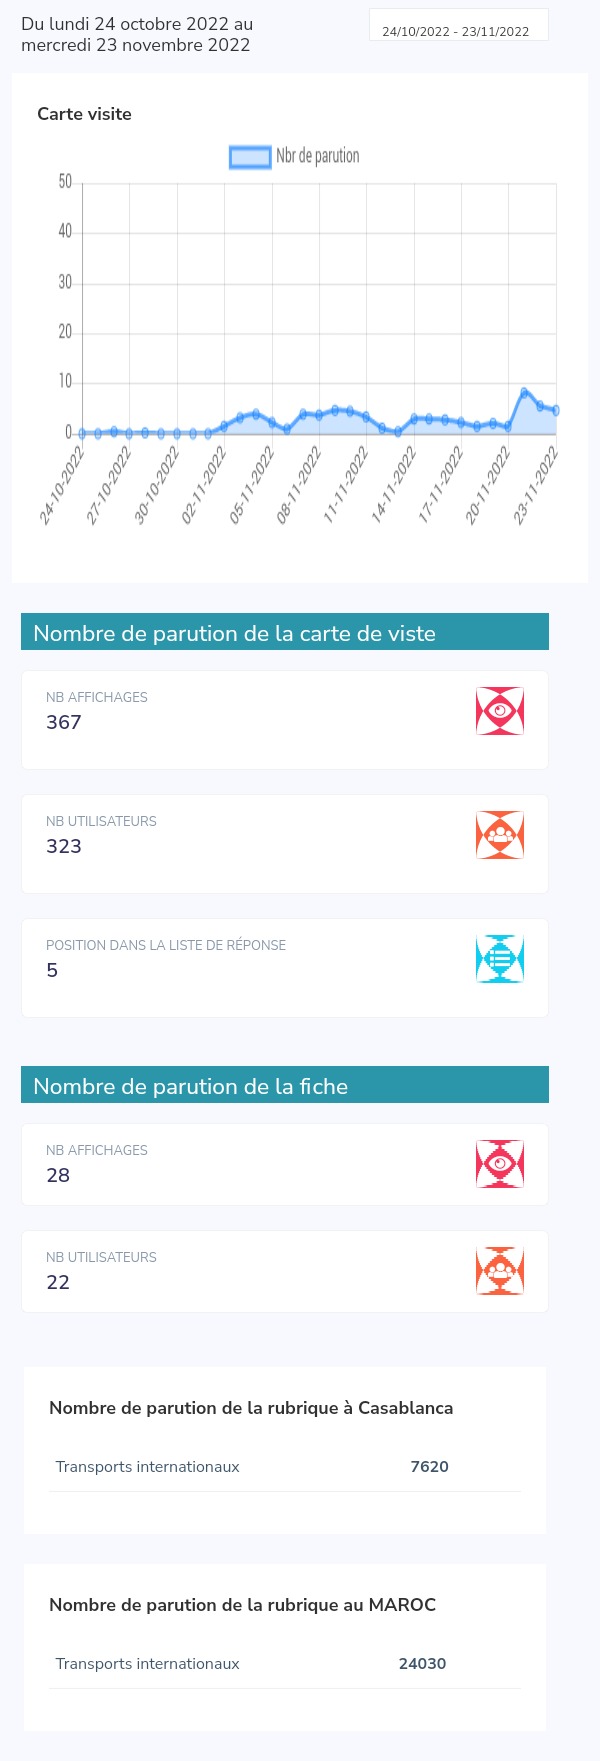 Du lundi 24 octobre 2022 au
mercredi 23 novembre 2022
24/10/2022 - 23/11/2022
Carte visite
Nbr de parution
50
40
30
20
10
0
24-10-2022
27-10-2022
30-10-2022
02-11-2022
05-11-2022
08-11-2022
11-11-2022
14-11-2022
17-11-2022
20-11-2022
23-11-2022
Nombre de parution de la carte de viste
NB AFFICHAGES
367
NB UTILISATEURS
323
POSITION DANS LA LISTE DE RÉPONSE
5
Nombre de parution de la fiche
NB AFFICHAGES
28
NB UTILISATEURS
22
Nombre de parution de la rubrique à Casablanca
Transports internationaux 7620
Nombre de parution de la rubrique au MAROC
Transports internationaux 24030